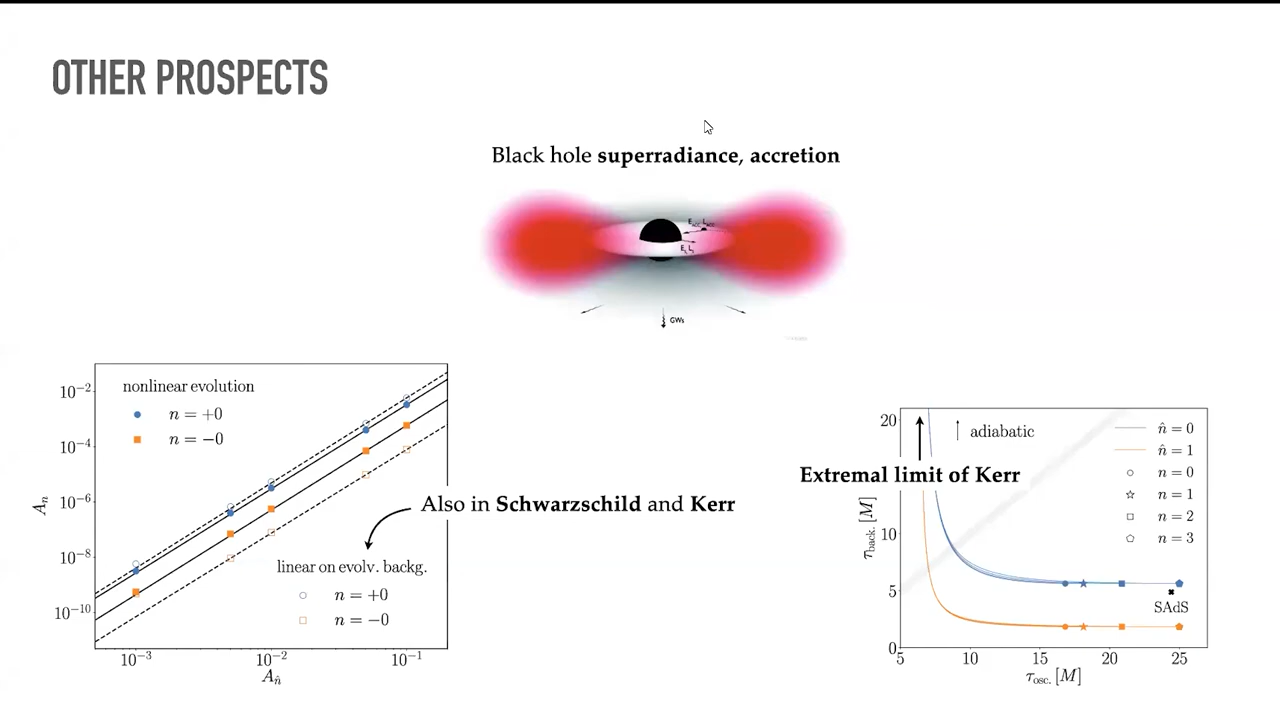 OTHER PROSPECTS
Black hole superradiance, accretion
GWs
nonlinear evolution
n = +0
n = −0
10⁻²
10⁻⁴
10⁻⁶
10⁻⁸
10⁻¹⁰
Aₙ
10⁻³
10⁻²
10⁻¹
A_n̂
Also in Schwarzschild and Kerr
linear on evolv. backg.
n = +0
n = −0
Extremal limit of Kerr
↑ adiabatic
n̂ = 0
n̂ = 1
n = 0
n = 1
n = 2
n = 3
SAdS
20
10
5
0
τ_back. [M]
5
10
15
20
25
τ_osc. [M]